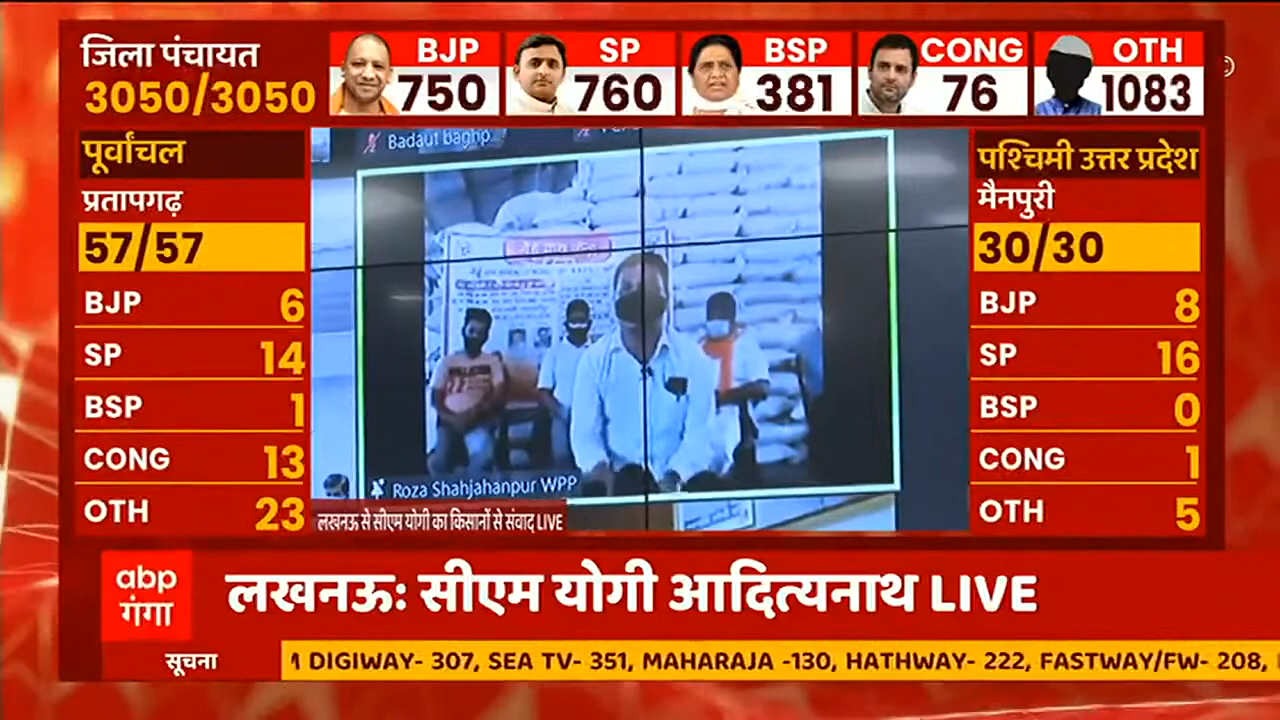 जिला पंचायत
3050/3050
BJP
750
SP
760
BSP
381
CONG
76
OTH
1083
पूर्वांचल
प्रतापगढ़
57/57
BJP 6
SP 14
BSP 1
CONG 13
OTH 23
Badaut baghp...
Roza Shahjahanpur WPP
लखनऊ से सीएम योगी का किसानों से संवाद LIVE
पश्चिमी उत्तर प्रदेश
मैनपुरी
30/30
BJP 8
SP 16
BSP 0
CONG 1
OTH 5
abp
गंगा
लखनऊः सीएम योगी आदित्यनाथ LIVE
सूचना
DIGIWAY- 307, SEA TV- 351, MAHARAJA -130, HATHWAY- 222, FASTWAY/FW- 208,